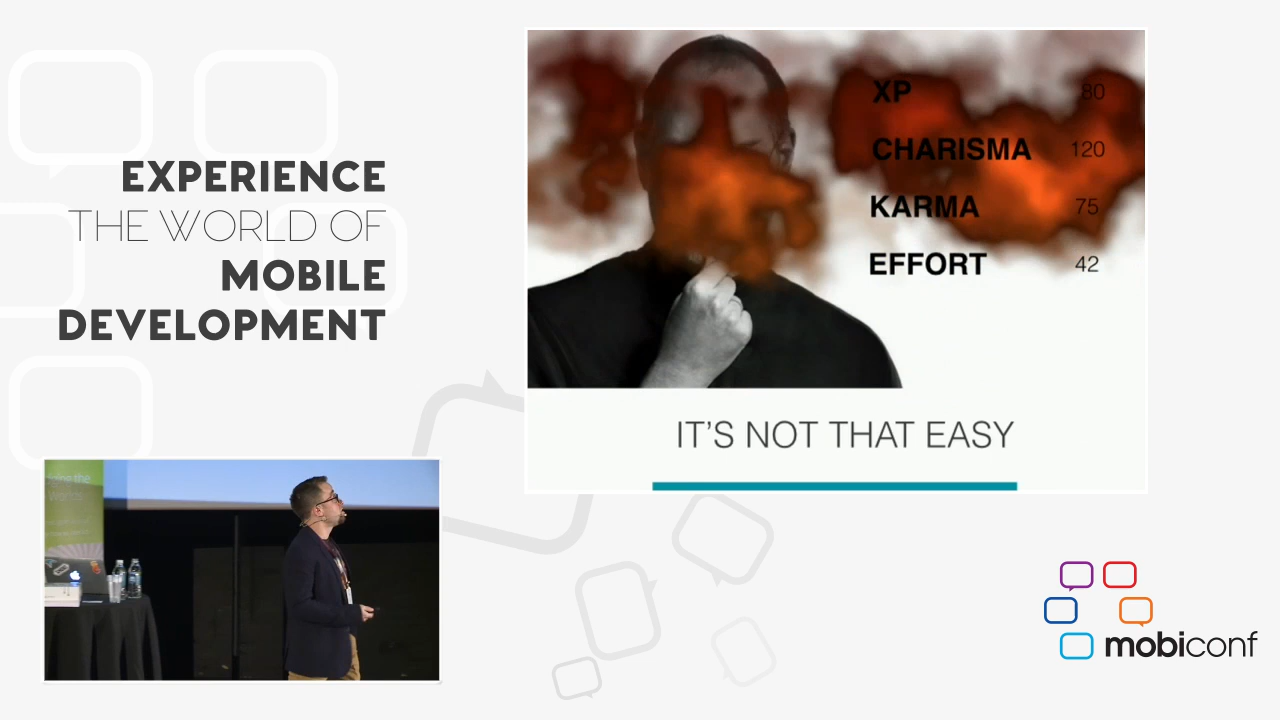 EXPERIENCE
THE WORLD OF
MOBILE
DEVELOPMENT
XP 80
CHARISMA 120
KARMA 75
EFFORT 42
IT'S NOT THAT EASY
mobiconf